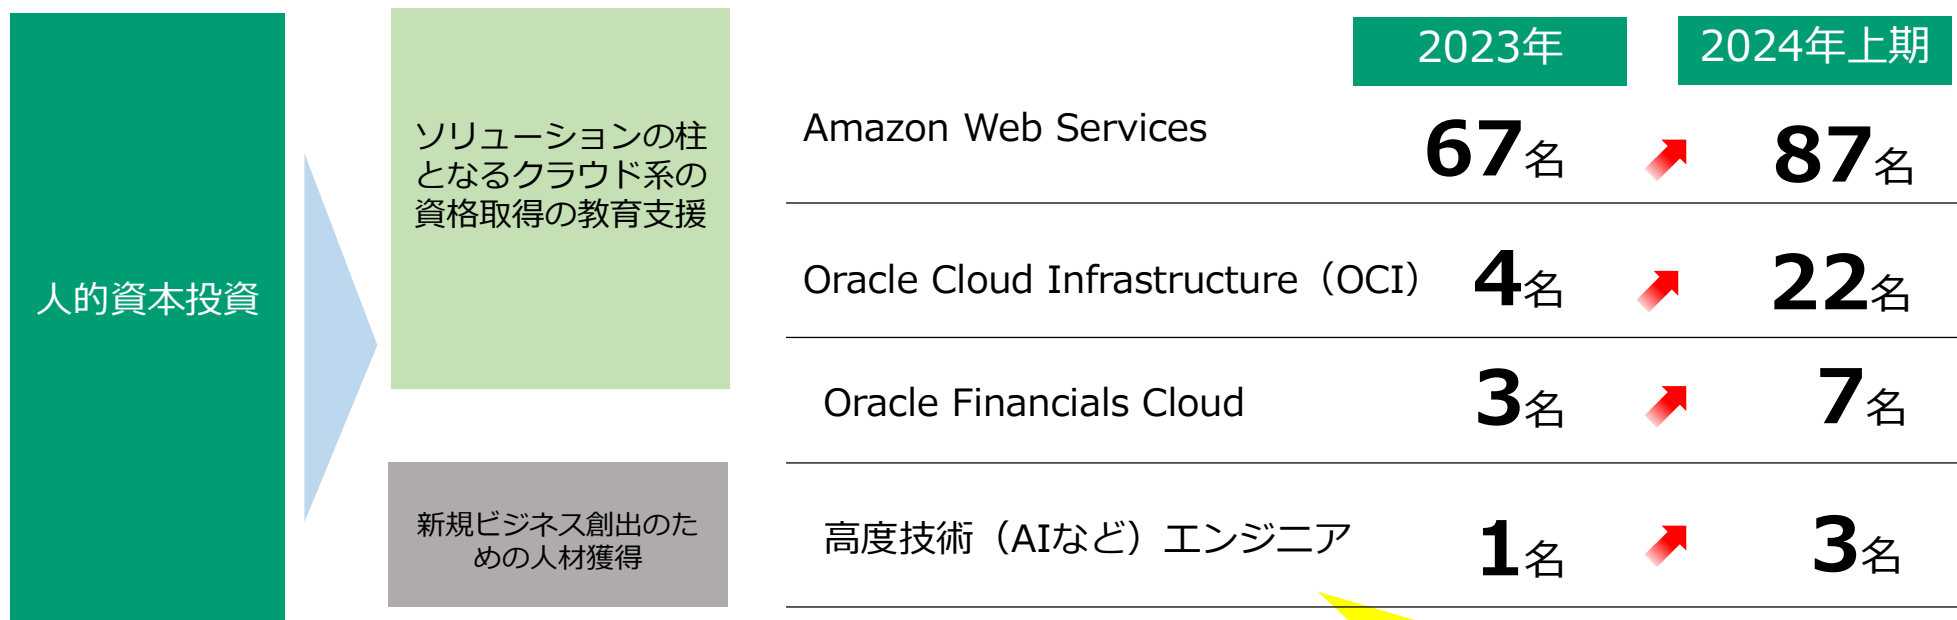 人的資本投資
ソリューションの柱
となるクラウド系の
資格取得の教育支援
新規ビジネス創出のた
めの人材獲得
2023年 2024年上期
Amazon Web Services 67名 87名
Oracle Cloud Infrastructure（OCI） 4名 22名
Oracle Financials Cloud 3名 7名
高度技術（AIなど）エンジニア 1名 3名